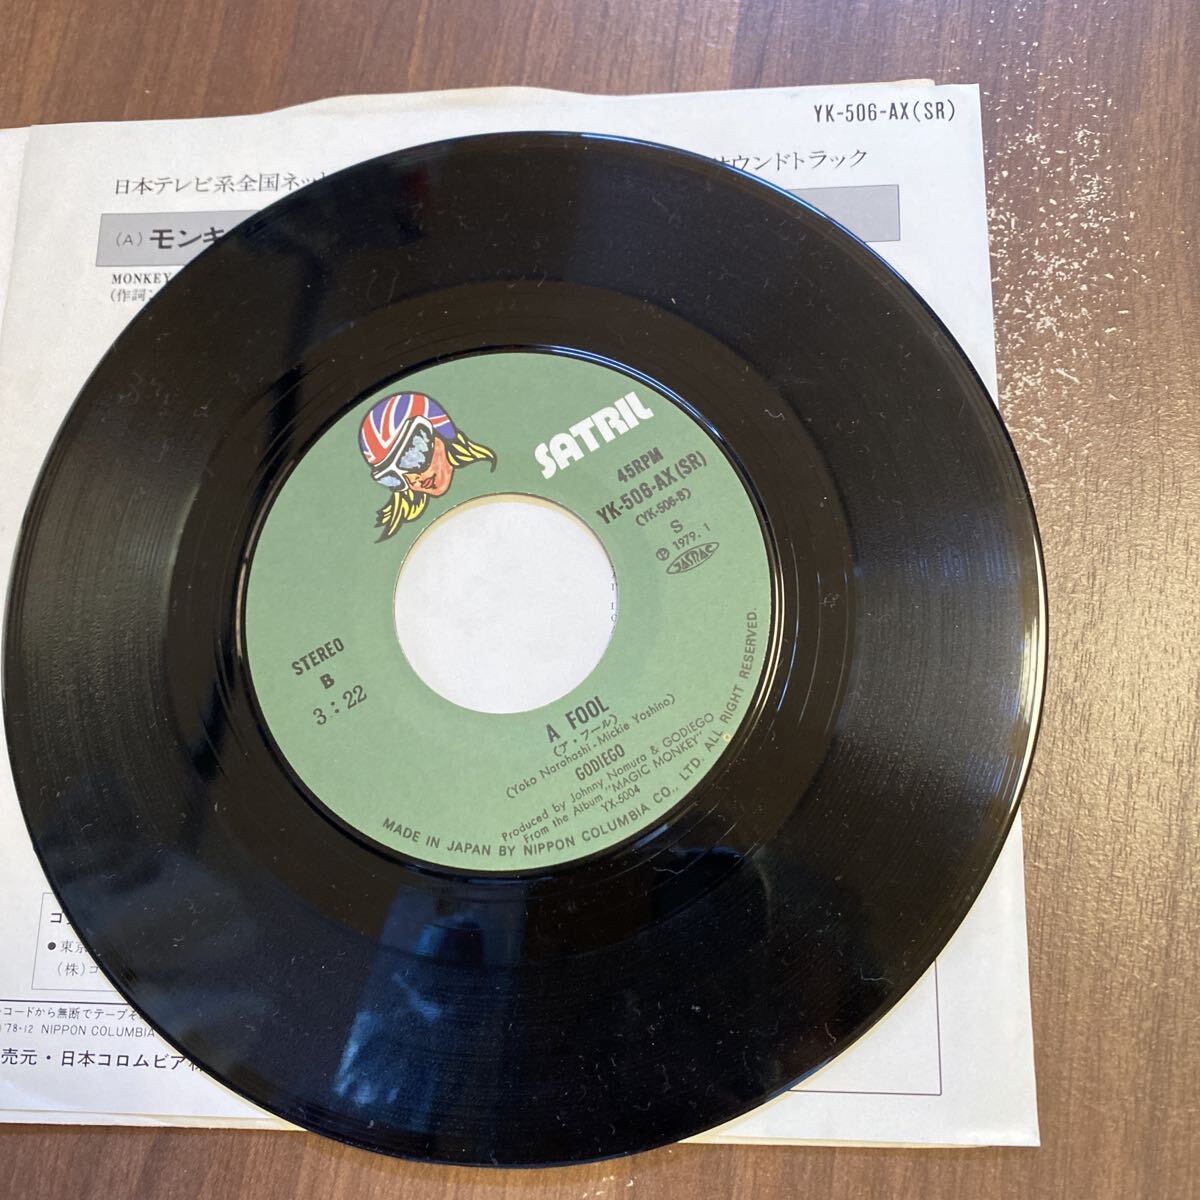 YK-506-AX(SR)
日本テレビ系全国ネット
サウンドトラック
(A) モンキ
MONKEY
(作詞:
SATRIL
45RPM
YK-506-AX(SR)
(YK-506-B)
S
Ⓟ 1979. 1
JASRAC
STEREO
B
3:22
A FOOL
(ア・フール)
(Yoko Narahashi-Mickie Yoshino)
GODIEGO
Produced by Johnny Nomura & GODIEGO
From the Album "MAGIC MONKEY"
YX-5004
MADE IN JAPAN BY NIPPON COLUMBIA CO., LTD. ALL RIGHT RESERVED.
●東京
(株)コ
コードから無断でテープそ
'78・12 NIPPON COLUMBIA
売元・日本コロムビア株